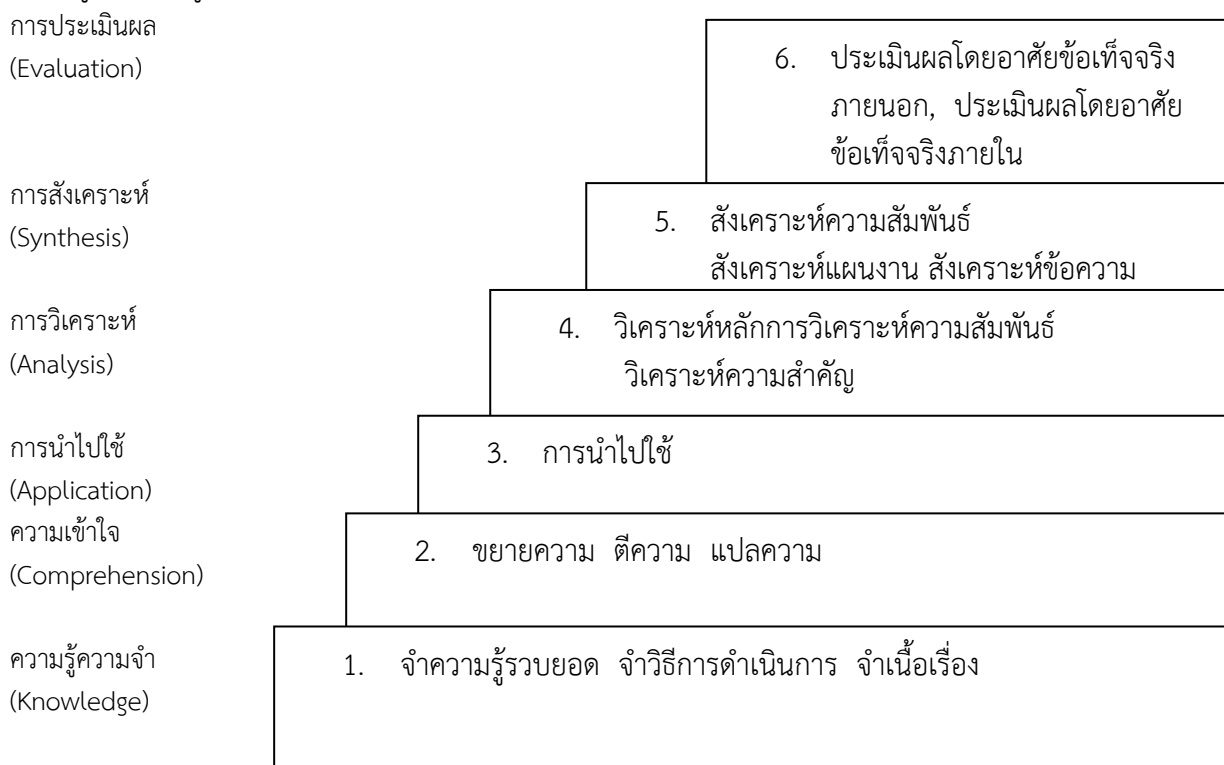 การประเมินผล
(Evaluation)
6. ประเมินผลโดยอาศัยข้อเท็จจริง
ภายนอก, ประเมินผลโดยอาศัย
ข้อเท็จจริงภายใน
การสังเคราะห์
(Synthesis)
5. สังเคราะห์ความสัมพันธ์
สังเคราะห์แผนงาน สังเคราะห์ข้อความ
การวิเคราะห์
(Analysis)
4. วิเคราะห์หลักการวิเคราะห์ความสัมพันธ์
วิเคราะห์ความสำคัญ
การนำไปใช้
(Application)
3. การนำไปใช้
ความเข้าใจ
(Comprehension)
2. ขยายความ ตีความ แปลความ
ความรู้ความจำ
(Knowledge)
1. จำความรู้รวบยอด จำวิธีการดำเนินการ จำเนื้อเรื่อง